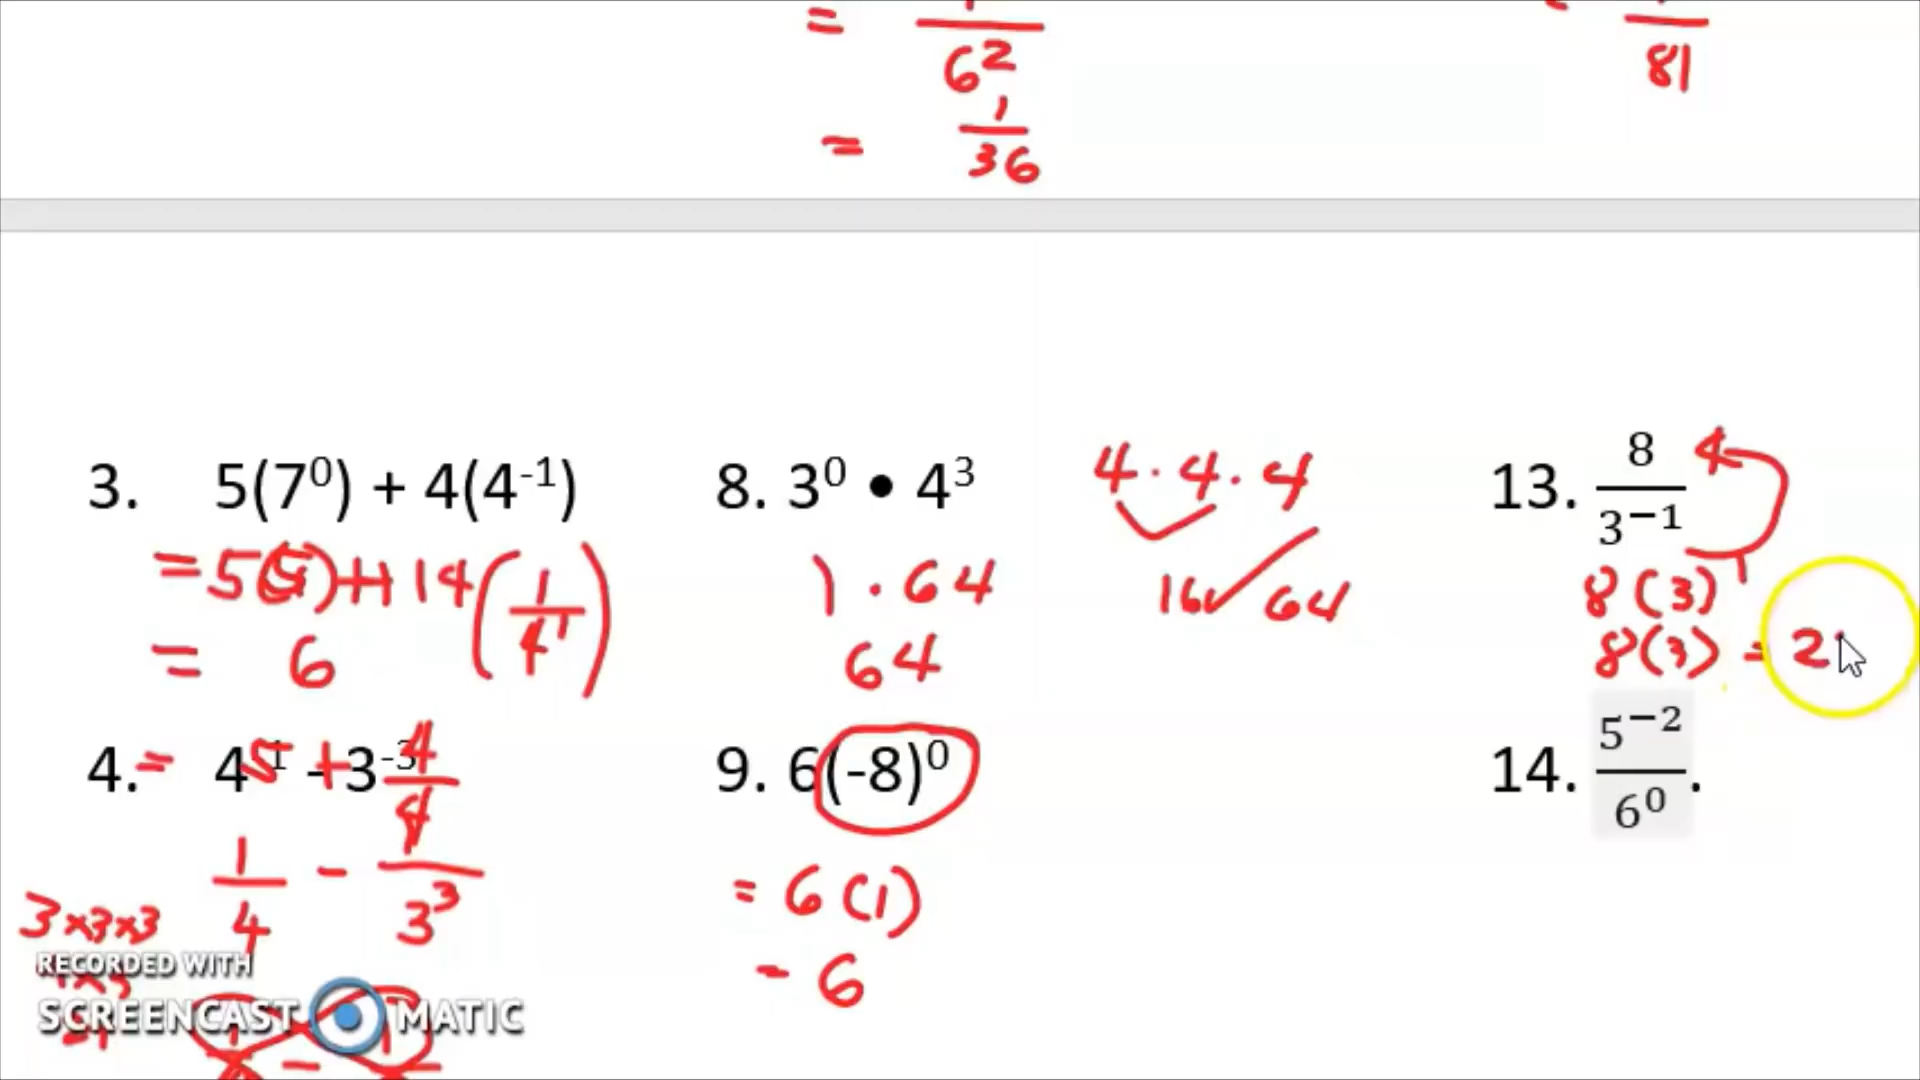 = 1/6²
= 1/36
= 1/81
3. 5(7⁰) + 4(4⁻¹)
= 5
= 6
8. 3⁰ • 4³
1 · 64
64
4 · 4 · 4
16 64
13. 8/3⁻¹
8(3)¹
8(3) = 2
4. 4⁻¹ - 3⁻³
= 5 + 4/4
1/4 - /3³
3×3×3
9. 6(-8)⁰
= 6(1)
- 6
14. 5⁻²/6⁰.
RECORDED WITH
SCREENCAST MATIC